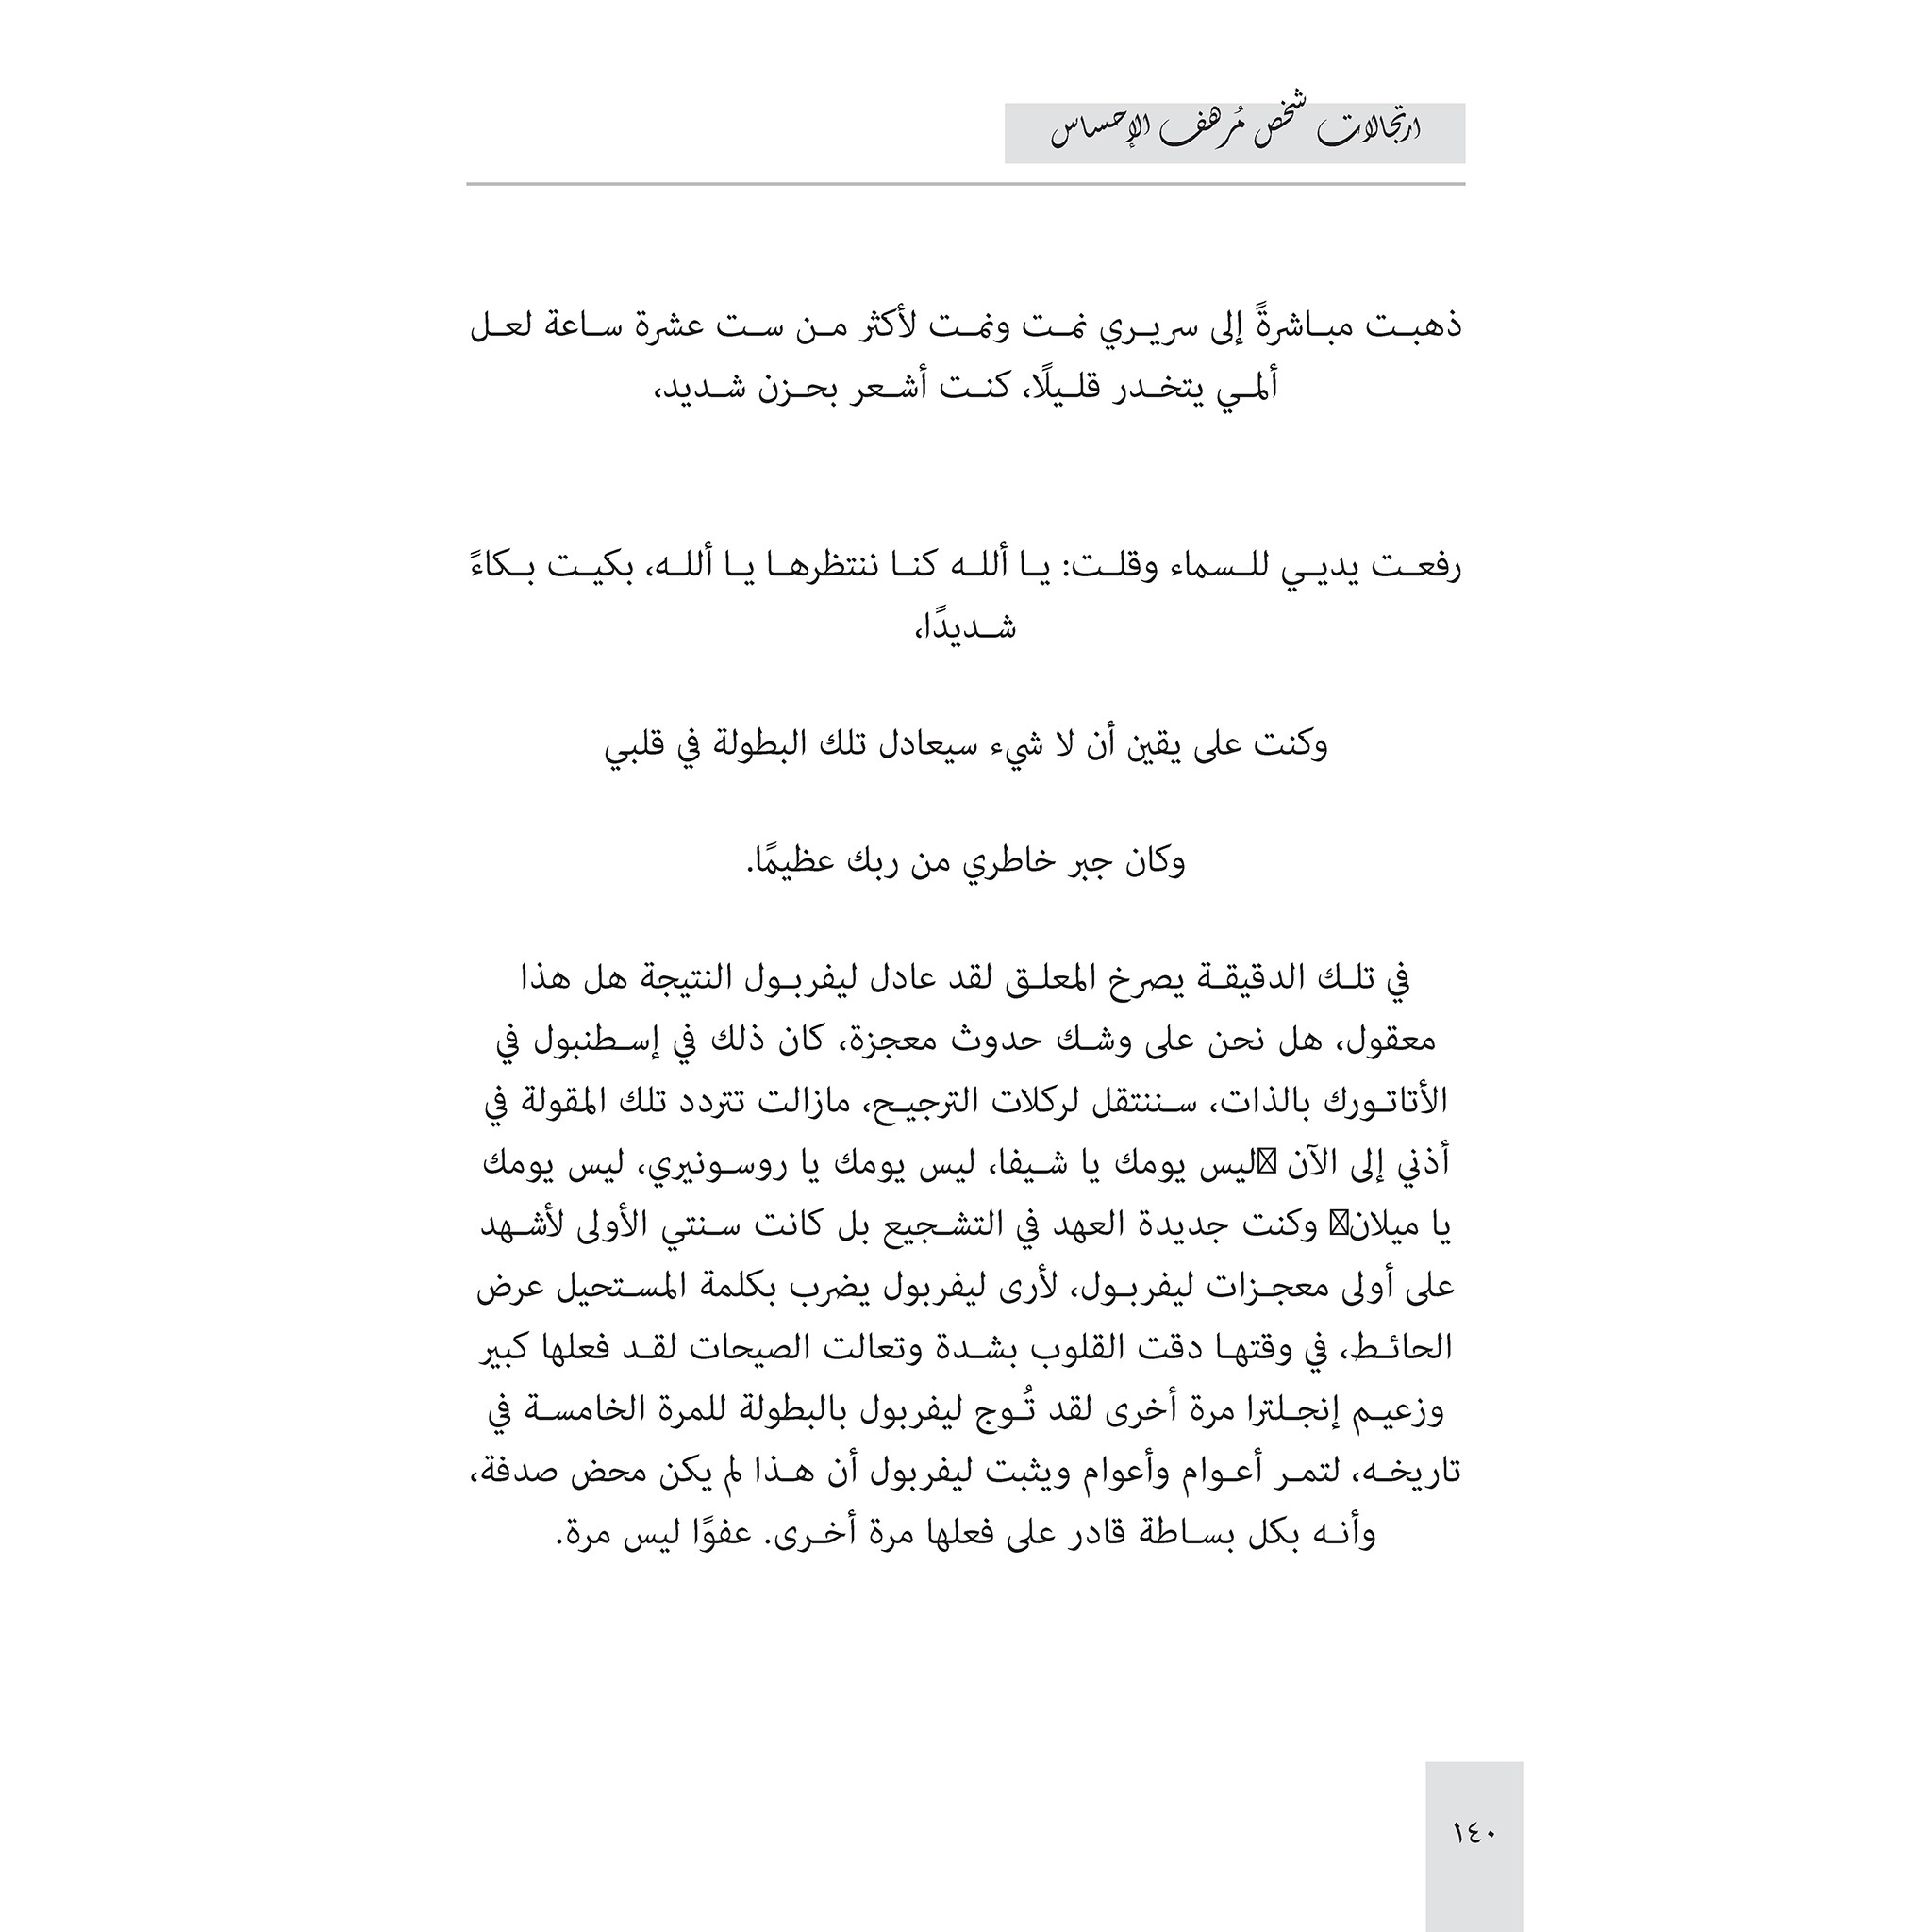 ارتجالات شخص مُرهف الإحساس
ذهبت مباشرةً إلى سريري نمت ونمت لأكثر من ست عشرة ساعة لعل
ألمي يتخدر قليلًا، كنت أشعر بحزن شديد،
رفعت يديي للسماء وقلت: يا أالله كنا ننتظرها يا أالله، بكيت بكاءً
شديدًا،
وكنت على يقين أن لا شيء سيعادل تلك البطولة في قلبي
وكان جبر خاطري من ربك عظيمًا.
في تلك الدقيقة يصرخ المعلق لقد عادل ليفربول النتيجة هل هذا
معقول، هل نحن على وشك حدوث معجزة، كان ذلك في إسطنبول في
الأتاتورك بالذات، سننتقل لركلات الترجيح، مازالت تتردد تلك المقولة في
أذني إلى الآن ليس يومك يا شيفا، ليس يومك يا روسونيري، ليس يومك
يا ميلان وكنت جديدة العهد في التشجيع بل كانت سنتي الأولى لأشهد
على أولى معجزات ليفربول، لأرى ليفربول يضرب بكلمة المستحيل عرض
الحائط، في وقتها دقت القلوب بشدة وتعالت الصيحات لقد فعلها كبير
وزعيم إنجلترا مرة أخرى لقد تُوج ليفربول بالبطولة للمرة الخامسة في
تاريخه، لتمر أعوام وأعوام ويثبت ليفربول أن هذا لم يكن محض صدفة،
وأنه بكل بساطة قادر على فعلها مرة أخرى. عفوًا ليس مرة.
١٤٠